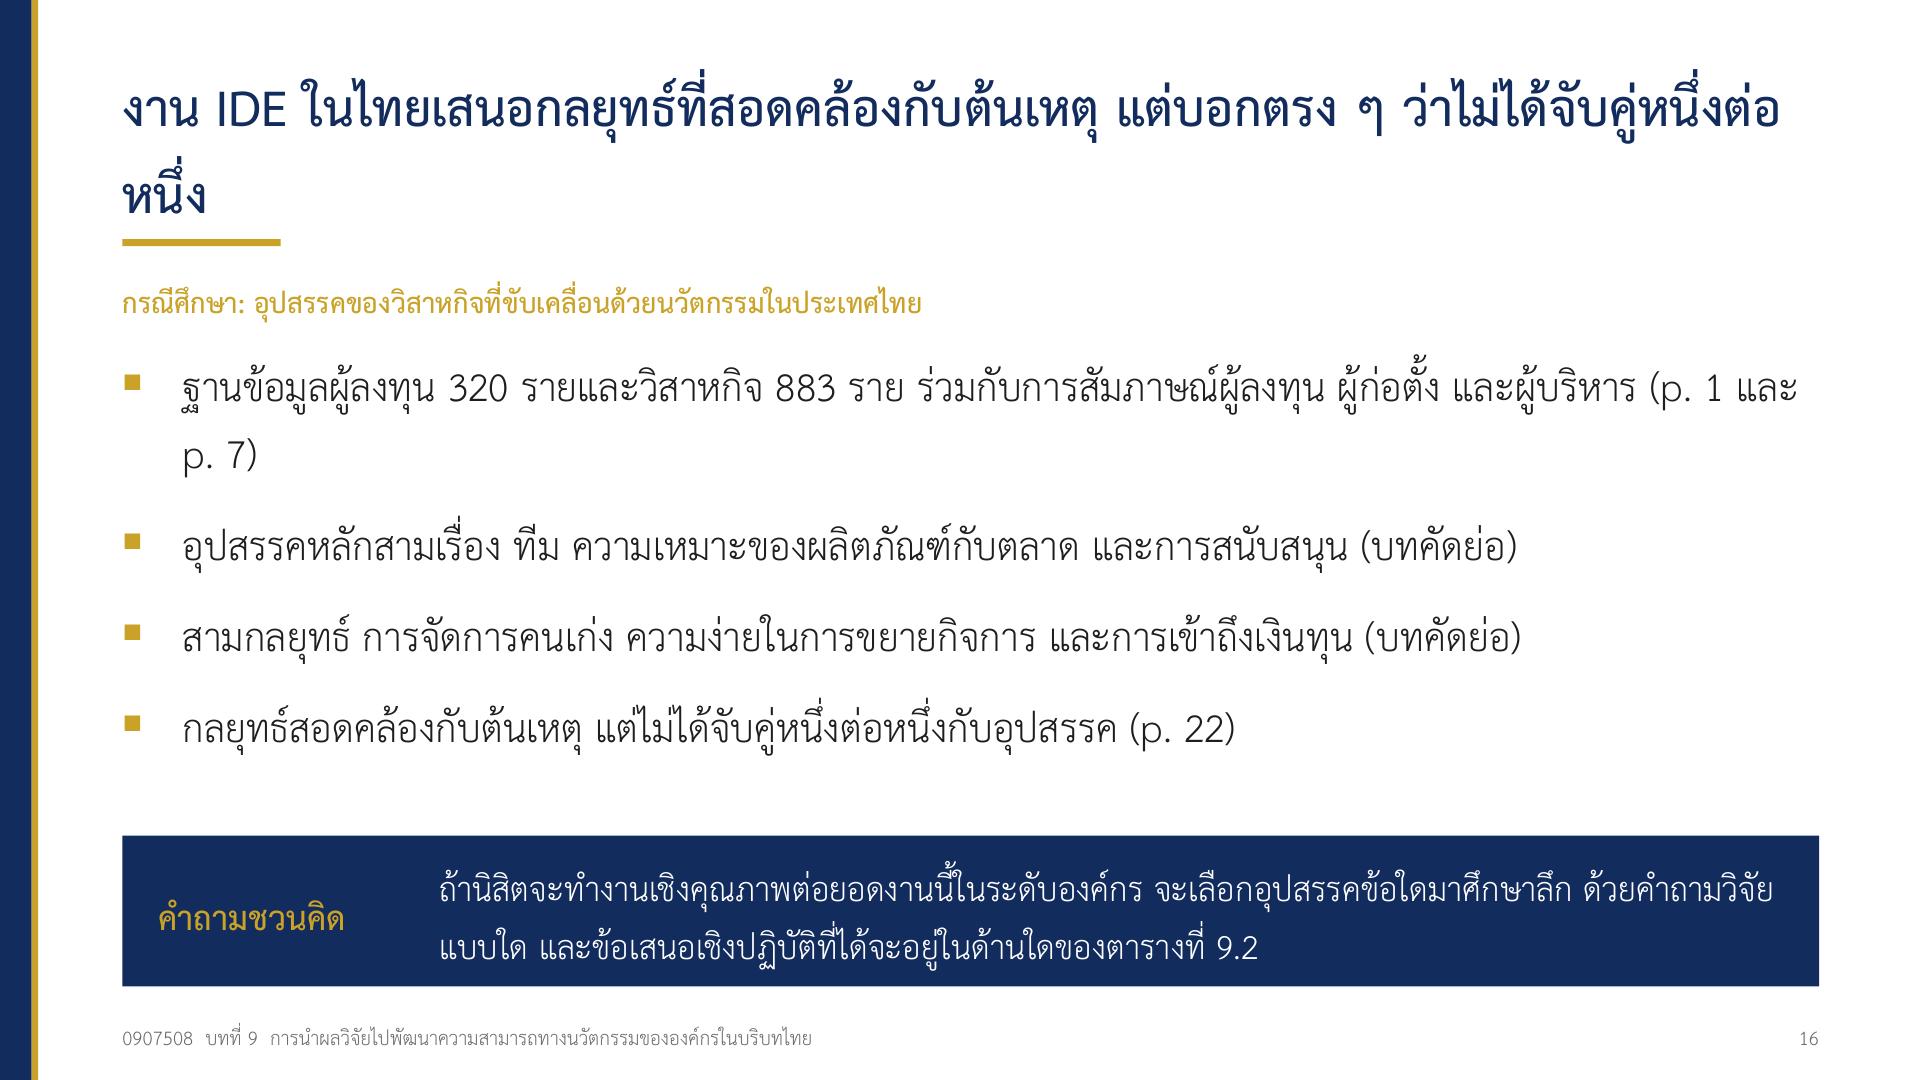 งาน IDE ในไทยเสนอกลยุทธ์ที่สอดคล้องกับต้นเหตุ แต่บอกตรง ๆ ว่าไม่ได้จับคู่หนึ่งต่อ
หนึ่ง
กรณีศึกษา: อุปสรรคของวิสาหกิจที่ขับเคลื่อนด้วยนวัตกรรมในประเทศไทย
ฐานข้อมูลผู้ลงทุน 320 รายและวิสาหกิจ 883 ราย ร่วมกับการสัมภาษณ์ผู้ลงทุน ผู้ก่อตั้ง และผู้บริหาร (p. 1 และ
p. 7)
อุปสรรคหลักสามเรื่อง ทีม ความเหมาะของผลิตภัณฑ์กับตลาด และการสนับสนุน (บทคัดย่อ)
สามกลยุทธ์ การจัดการคนเก่ง ความง่ายในการขยายกิจการ และการเข้าถึงเงินทุน (บทคัดย่อ)
กลยุทธ์สอดคล้องกับต้นเหตุ แต่ไม่ได้จับคู่หนึ่งต่อหนึ่งกับอุปสรรค (p. 22)
คำถามชวนคิด
ถ้านิสิตจะทำงานเชิงคุณภาพต่อยอดงานนี้ในระดับองค์กร จะเลือกอุปสรรคข้อใดมาศึกษาลึก ด้วยคำถามวิจัย
แบบใด และข้อเสนอเชิงปฏิบัติที่ได้จะอยู่ในด้านใดของตารางที่ 9.2
0907508 บทที่ 9 การนำผลวิจัยไปพัฒนาความสามารถทางนวัตกรรมขององค์กรในบริบทไทย
16